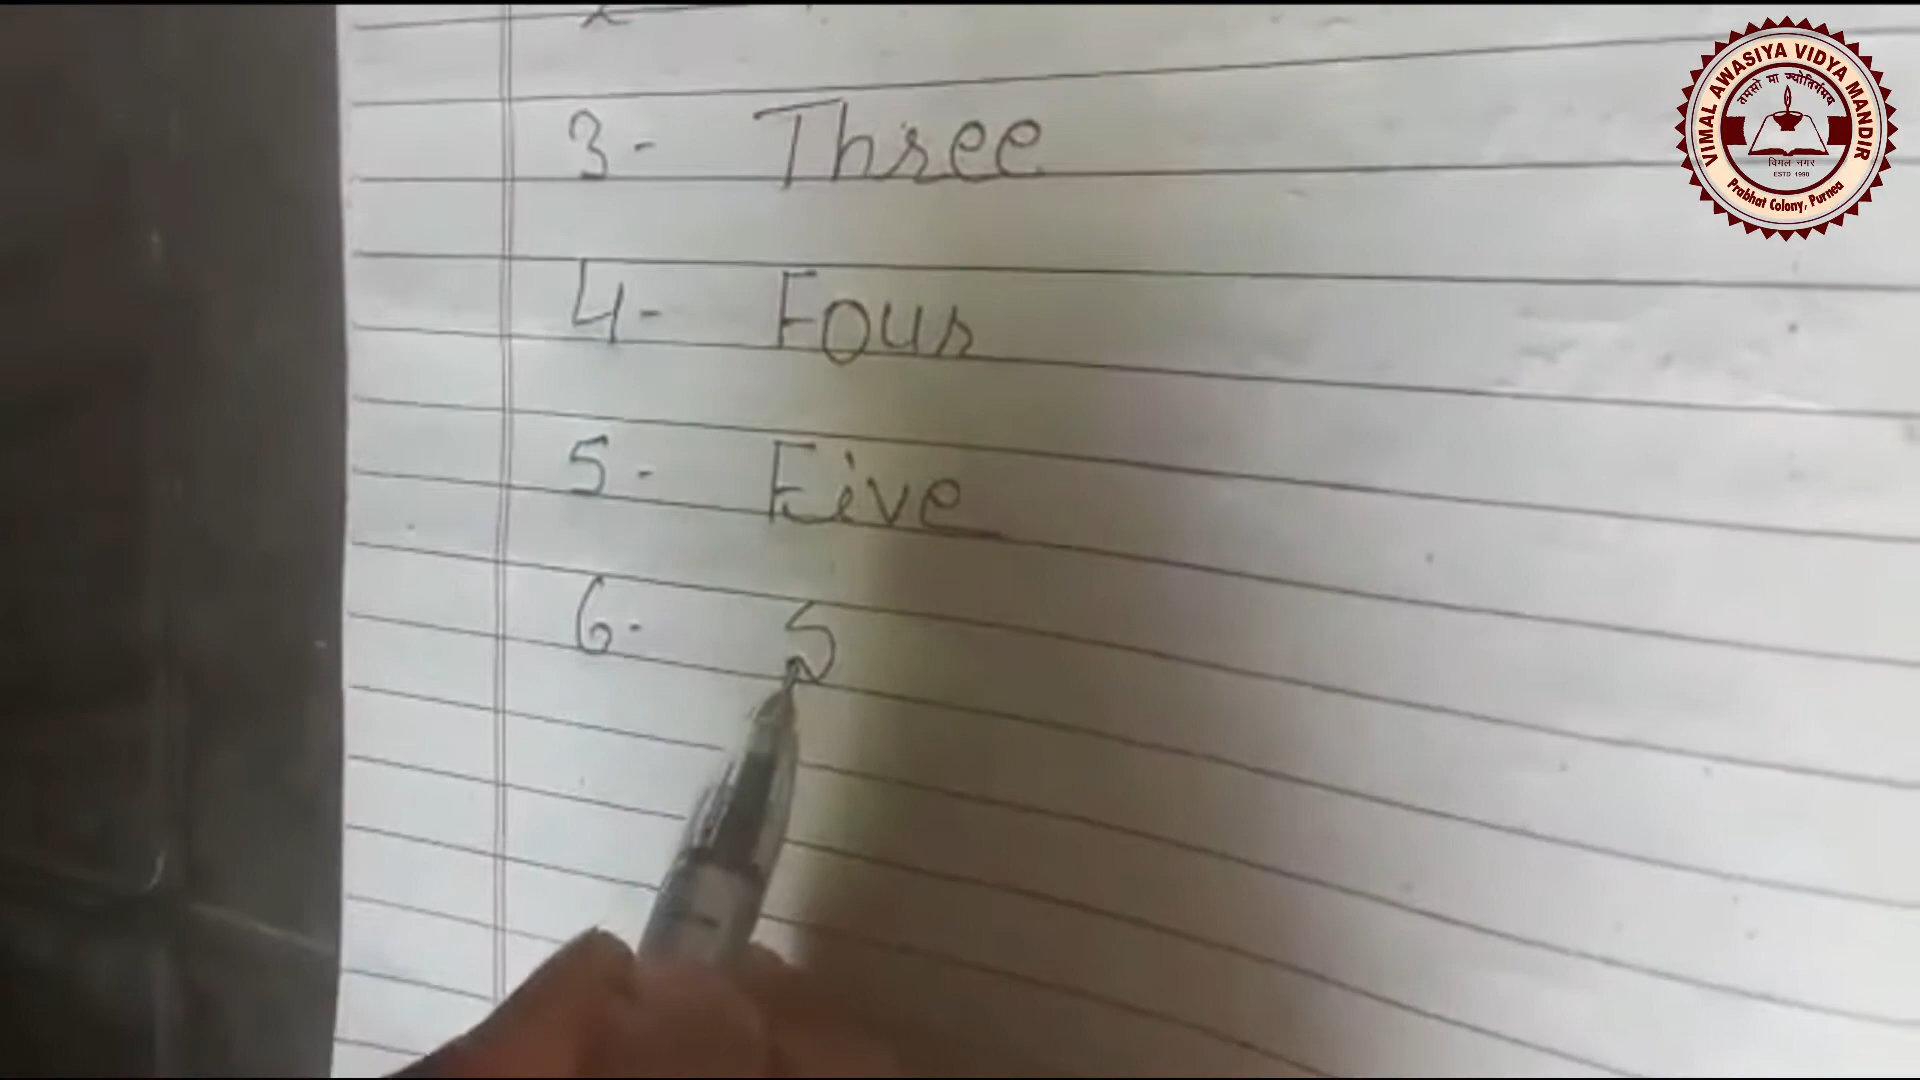 3- Three
4- Four
5- Five
6- S
VIMAL AWASIYA VIDYA MANDIR
तमसो मा ज्योतिर्गमय
विमल नगर
ESTD 1990
Prabhat Colony, Purnea